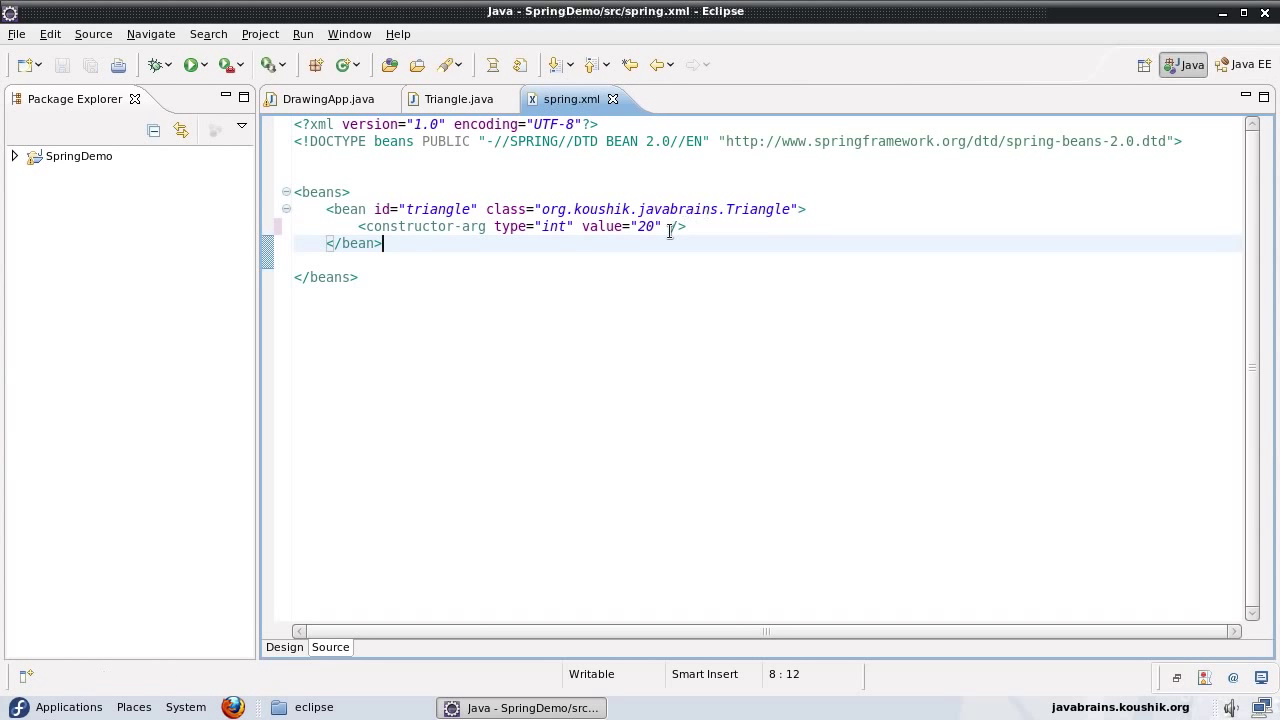 Java - SpringDemo/src/spring.xml - Eclipse
File Edit Source Navigate Search Project Run Window Help
Java Java EE
Package Explorer
DrawingApp.java Triangle.java spring.xml
SpringDemo
<?xml version="1.0" encoding="UTF-8"?>
<!DOCTYPE beans PUBLIC "-//SPRING//DTD BEAN 2.0//EN" "http://www.springframework.org/dtd/spring-beans-2.0.dtd">
<beans>
<bean id="triangle" class="org.koushik.javabrains.Triangle">
<constructor-arg type="int" value="20" />
</bean>
</beans>
Design Source
Writable Smart Insert 8 : 12
Applications Places System eclipse Java - SpringDemo/src... javabrains.koushik.org